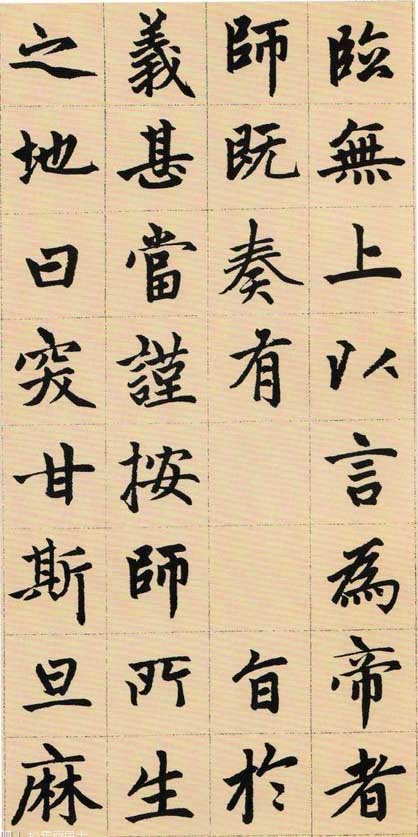 臨無上以言為帝者
師既奏有旨於
義甚當謹按師所生
之地曰突甘斯旦麻